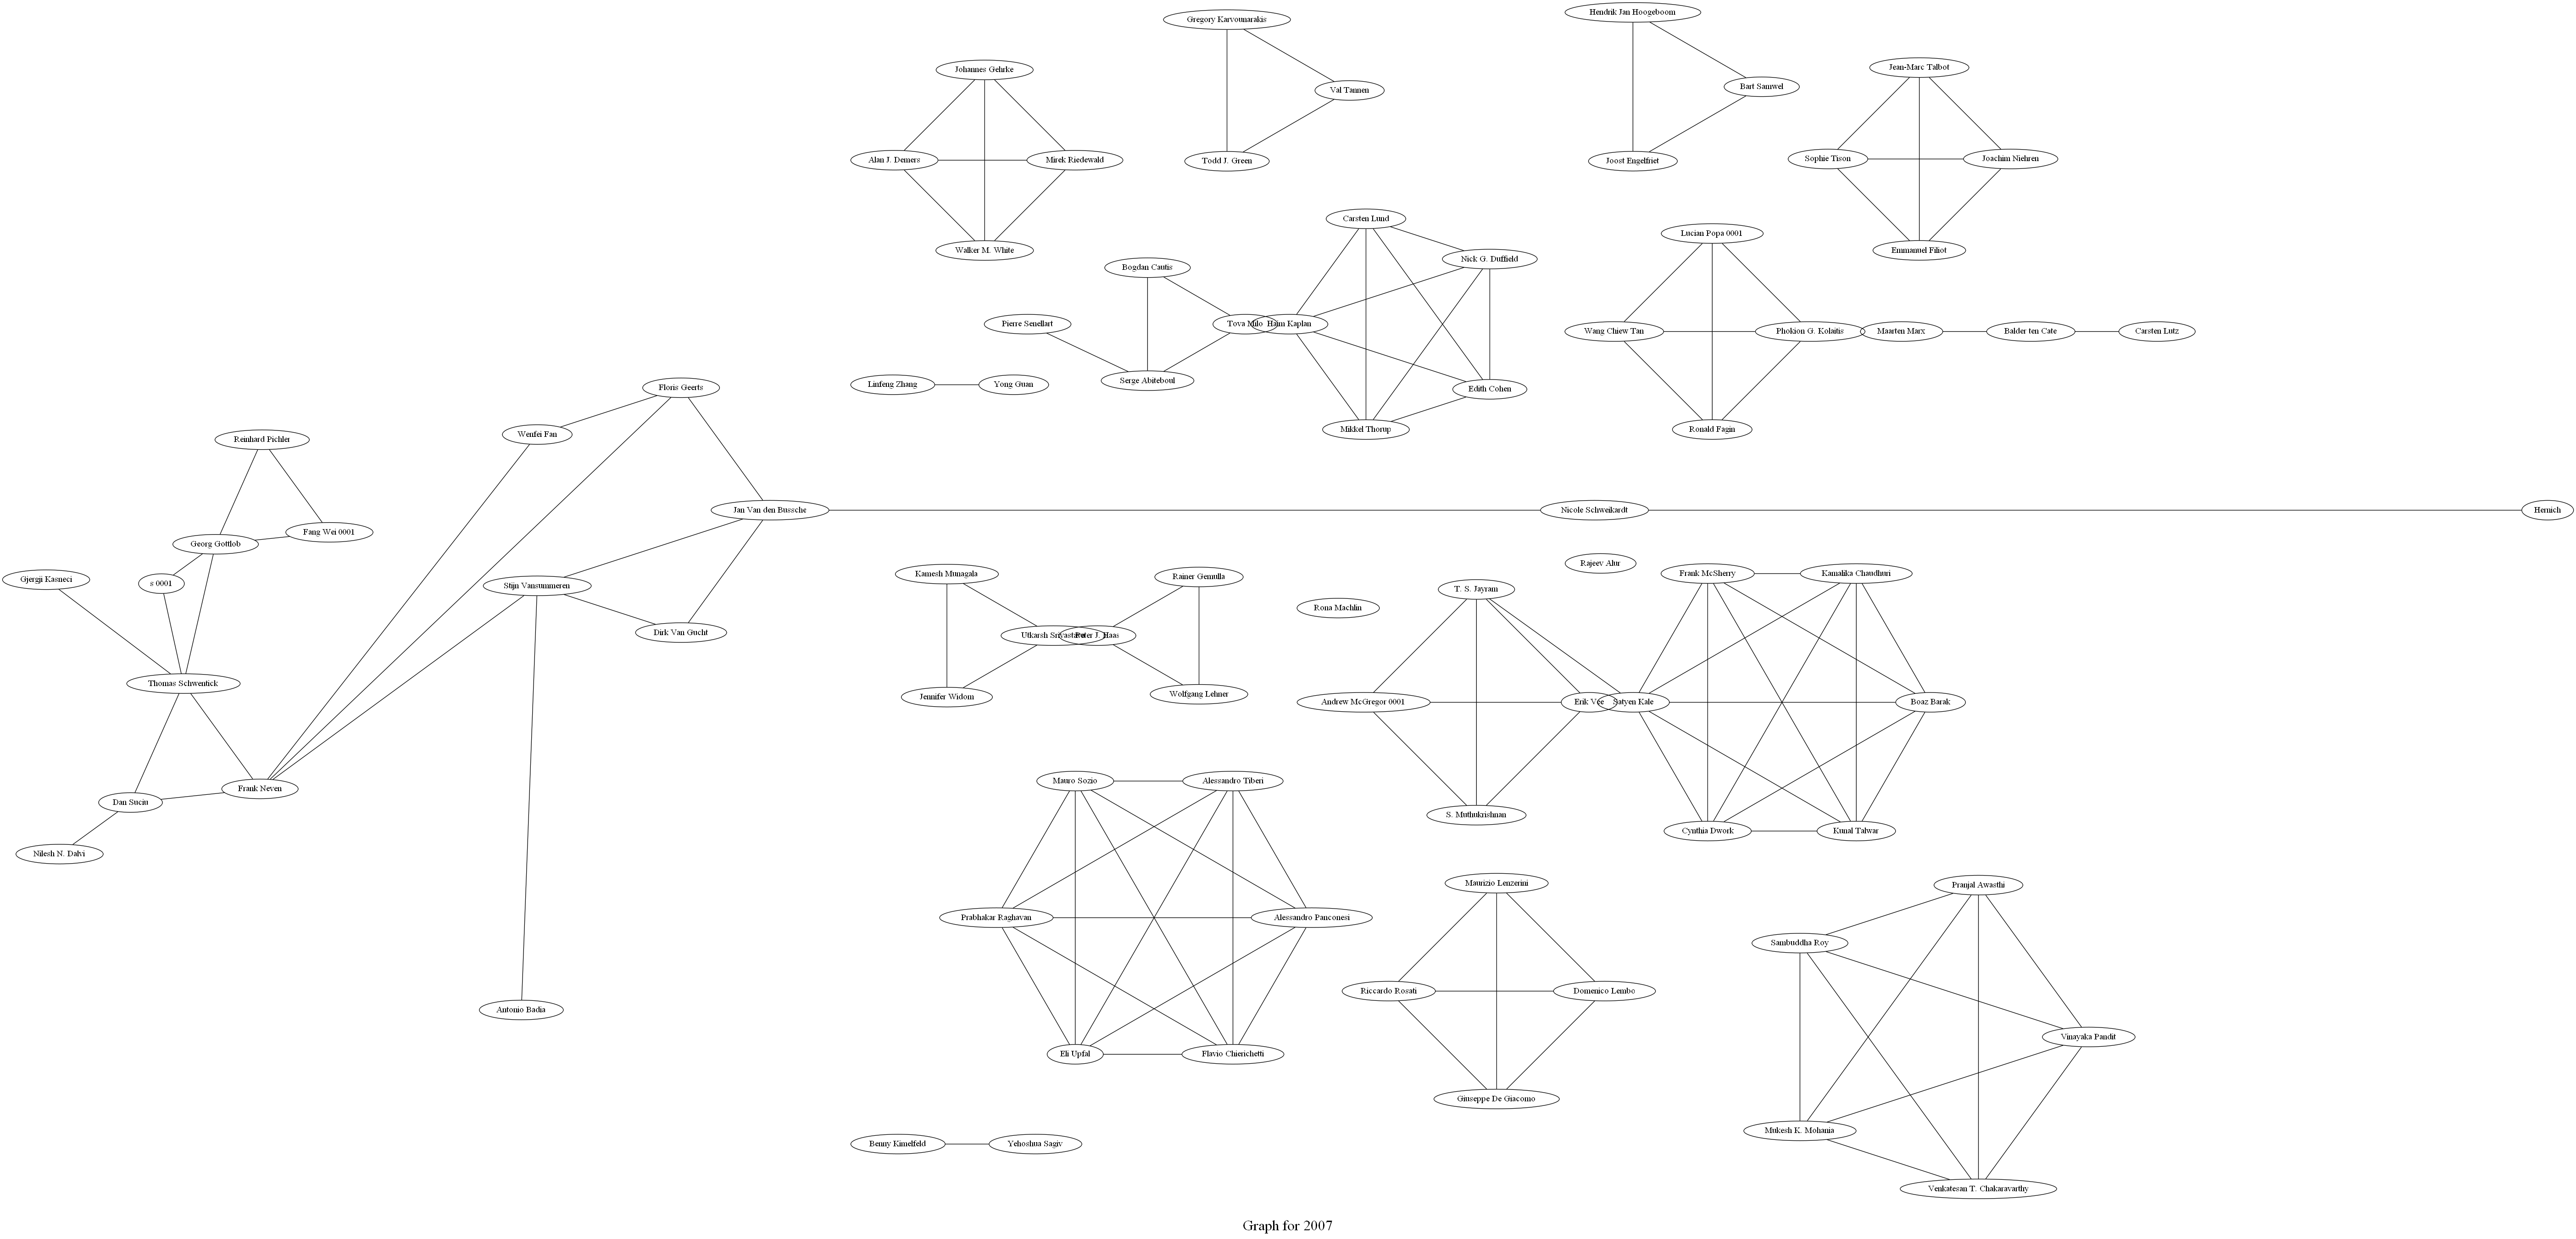 Hendrik Jan Hoogeboom
Gregory Karvounarakis
Jean-Marc Talbot
Johannes Gehrke
Bart Samwel
Val Tannen
Sophie Tison
Joachim Niehren
Alan J. Demers
Mirek Riedewald
Todd J. Green
Joost Engelfriet
Carsten Lund
Lucian Popa 0001
Walker M. White
Emmanuel Filiot
Nick G. Duffield
Bogdan Cautis
Pierre Senellart
Tova Milo
Haim Kaplan
Wang Chiew Tan
Phokion G. Kolaitis
Maarten Marx
Balder ten Cate
Carsten Lutz
Serge Abiteboul
Linfeng Zhang
Yong Guan
Floris Geerts
Edith Cohen
Mikkel Thorup
Ronald Fagin
Wenfei Fan
Reinhard Pichler
Jan Van den Bussche
Nicole Schweikardt
Hernich
Fang Wei 0001
Georg Gottlob
Rajeev Alur
Kamesh Munagala
Rainer Gemulla
Frank McSherry
Kamalika Chaudhuri
Gjergji Kasneci
s 0001
Stijn Vansummeren
T. S. Jayram
Rona Machlin
Dirk Van Gucht
Utkarsh Srivastava
Peter J. Haas
Thomas Schwentick
Jennifer Widom
Wolfgang Lehner
Andrew McGregor 0001
Erik Vee
Satyen Kale
Boaz Barak
Mauro Sozio
Alessandro Tiberi
Frank Neven
Dan Suciu
S. Muthukrishnan
Cynthia Dwork
Kunal Talwar
Nilesh N. Dalvi
Maurizio Lenzerini
Pranjal Awasthi
Prabhakar Raghavan
Alessandro Panconesi
Sambuddha Roy
Riccardo Rosati
Domenico Lembo
Antonio Badia
Vinayaka Pandit
Eli Upfal
Flavio Chierichetti
Giuseppe De Giacomo
Mukesh K. Mohania
Benny Kimelfeld
Yehoshua Sagiv
Venkatesan T. Chakaravarthy
Graph for 2007